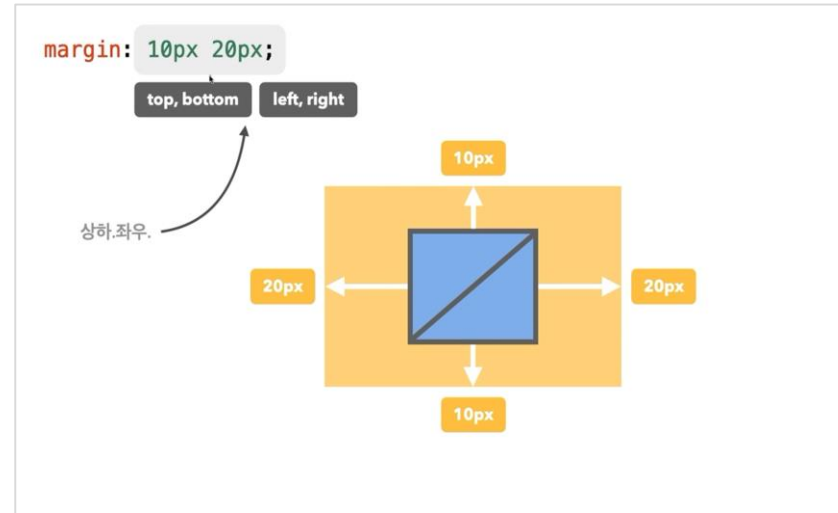 margin: 10px 20px;
top, bottom left, right
10px
상하.좌우.
20px 20px
10px